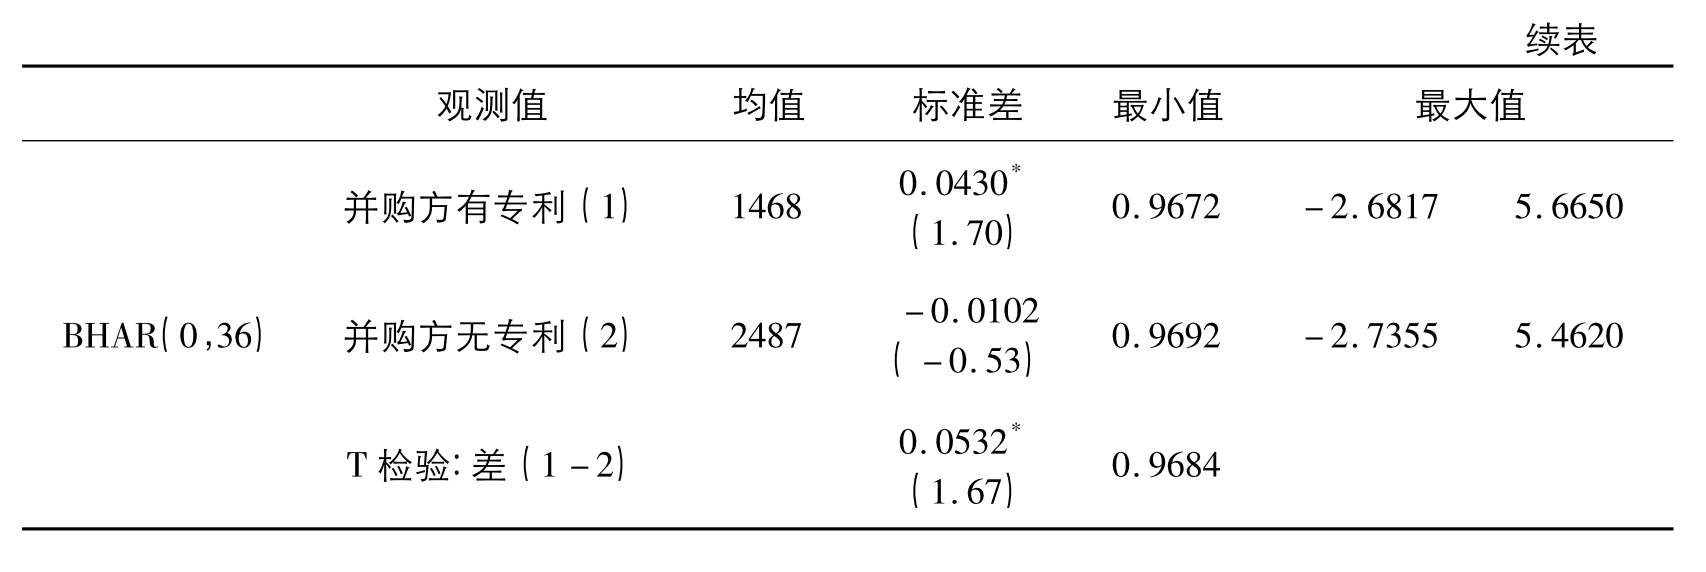 续表
观测值 均值 标准差 最小值 最大值
0.0430*
并购方有专利(1) 1468 0.9672 -2.6817 5.6650
(1.70)
-0.0102
BHAR(0,36) 并购方无专利(2) 2487 0.9692 -2.7355 5.4620
(-0.53)
0.0532*
T检验:差(1-2) 0.9684
(1.67)